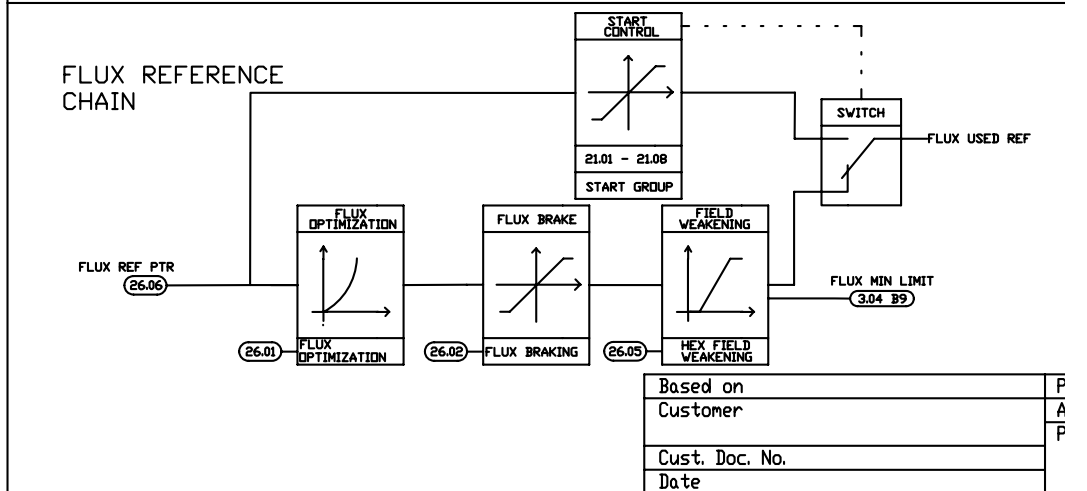 FLUX REFERENCE
CHAIN
START
CONTROL
21.01 - 21.08
START GROUP
SWITCH
FLUX USED REF
FLUX REF PTR
26.06
FLUX
OPTIMIZATION
26.01
FLUX
OPTIMIZATION
FLUX BRAKE
26.02
FLUX BRAKING
FIELD
WEAKENING
26.05
HEX FIELD
WEAKENING
FLUX MIN LIMIT
3.04 B9
Based on
P
Customer
A
P
Cust. Doc. No.
Date